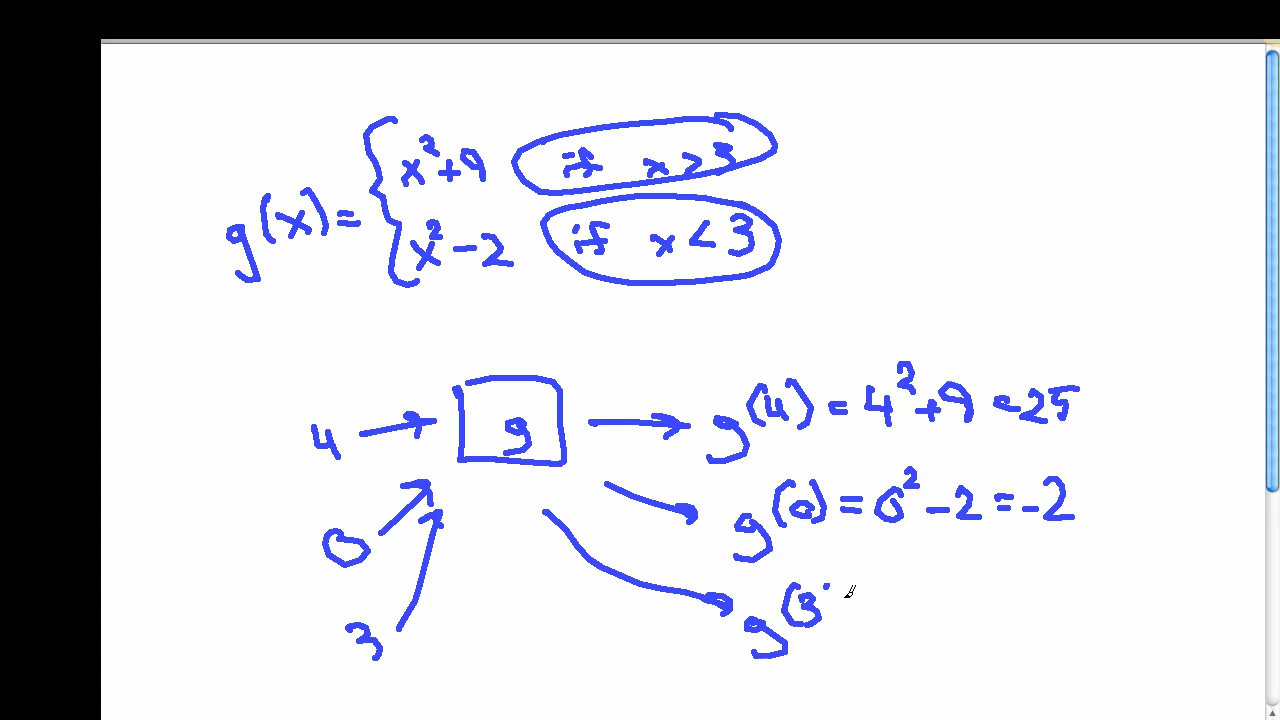 g(x) = { x²+9 if x > 3
x² − 2 if x < 3
4 → g → g(4) = 4²+9 = 25
0 → g(0) = 0² − 2 = -2
3 → g(3